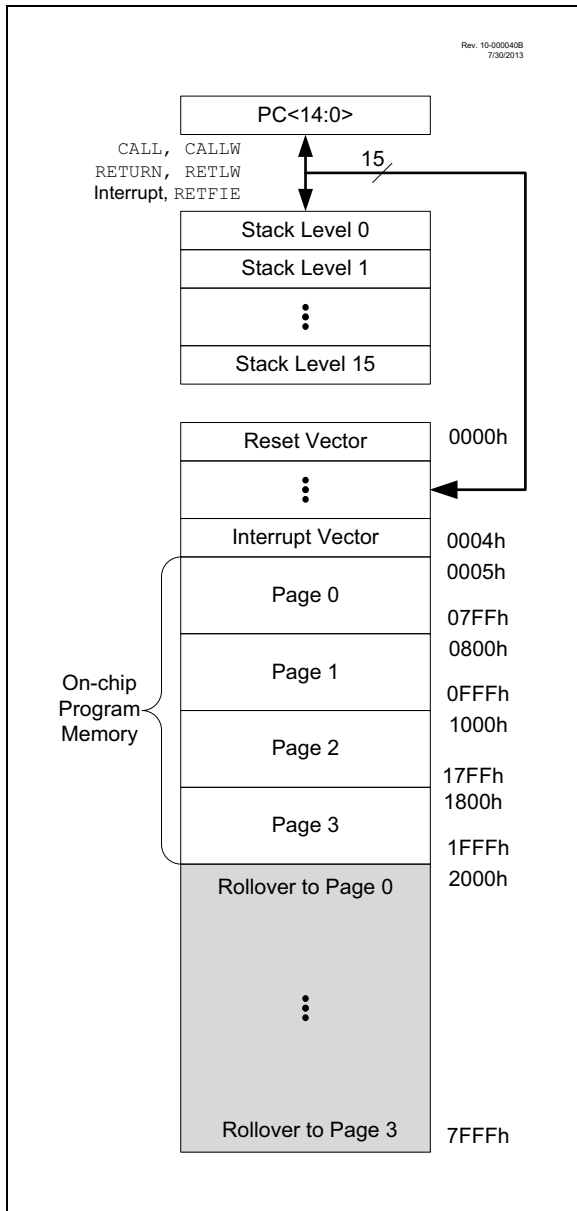 Rev. 10-000040B
7/30/2013
PC<14:0>
CALL, CALLW
RETURN, RETLW
Interrupt, RETFIE
15
Stack Level 0
Stack Level 1
Stack Level 15
Reset Vector
0000h
Interrupt Vector
0004h
0005h
Page 0
07FFh
0800h
Page 1
0FFFh
1000h
On-chip
Program
Memory
Page 2
17FFh
1800h
Page 3
1FFFh
2000h
Rollover to Page 0
Rollover to Page 3
7FFFh